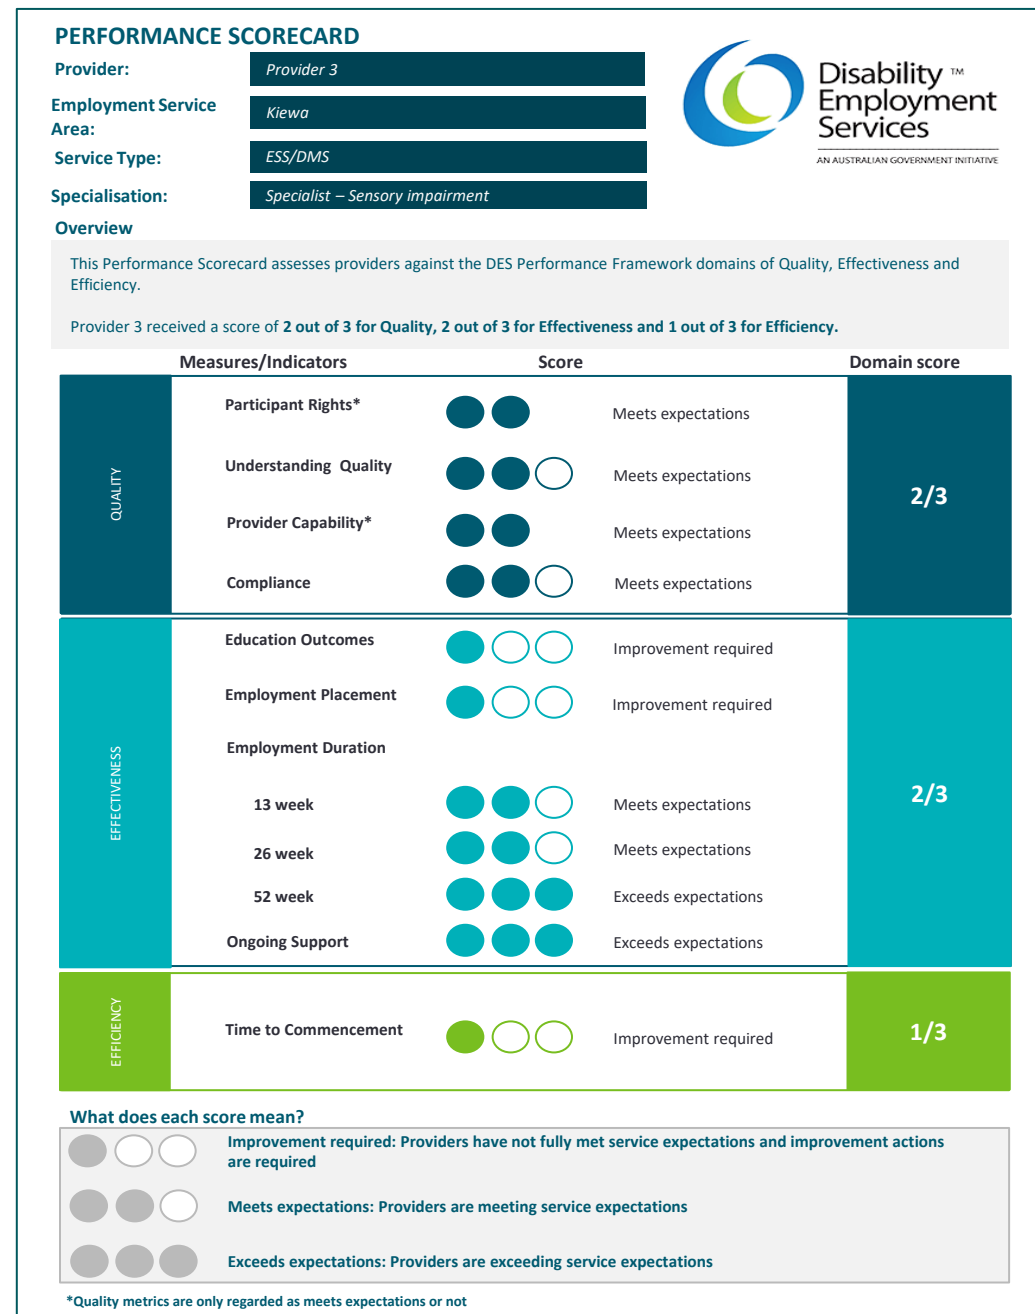 PERFORMANCE SCORECARD
Provider:
Provider 3
Employment Service
Area:
Kiewa
Service Type:
ESS/DMS
Specialisation:
Specialist – Sensory impairment
Disability ™
Employment
Services
AN AUSTRALIAN GOVERNMENT INITIATIVE
Overview
This Performance Scorecard assesses providers against the DES Performance Framework domains of Quality, Effectiveness and
Efficiency.
Provider 3 received a score of 2 out of 3 for Quality, 2 out of 3 for Effectiveness and 1 out of 3 for Efficiency.
Measures/Indicators Score Domain score
QUALITY
Participant Rights* Meets expectations
Understanding Quality Meets expectations
Provider Capability* Meets expectations
Compliance Meets expectations
2/3
EFFECTIVENESS
Education Outcomes Improvement required
Employment Placement Improvement required
Employment Duration
13 week Meets expectations
26 week Meets expectations
52 week Exceeds expectations
Ongoing Support Exceeds expectations
2/3
EFFICIENCY
Time to Commencement Improvement required
1/3
What does each score mean?
Improvement required: Providers have not fully met service expectations and improvement actions
are required
Meets expectations: Providers are meeting service expectations
Exceeds expectations: Providers are exceeding service expectations
*Quality metrics are only regarded as meets expectations or not